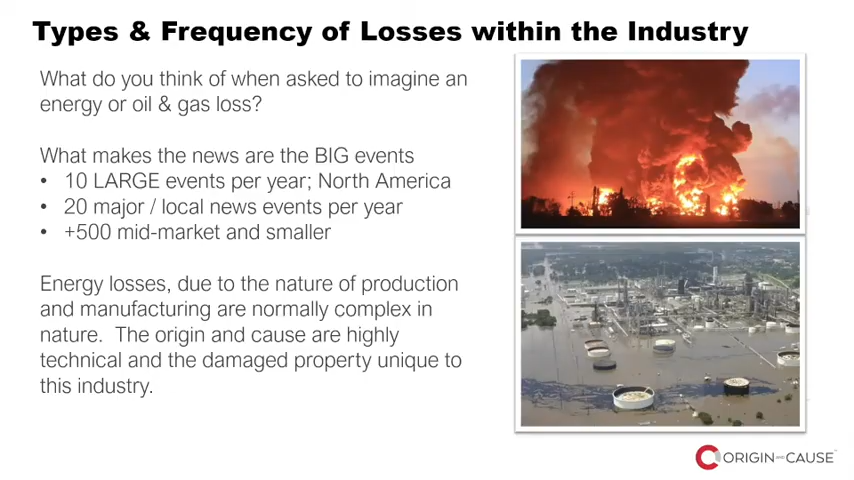 Types & Frequency of Losses within the Industry
What do you think of when asked to imagine an
energy or oil & gas loss?
What makes the news are the BIG events
• 10 LARGE events per year; North America
• 20 major / local news events per year
• +500 mid-market and smaller
Energy losses, due to the nature of production
and manufacturing are normally complex in
nature. The origin and cause are highly
technical and the damaged property unique to
this industry.
ORIGIN AND CAUSE